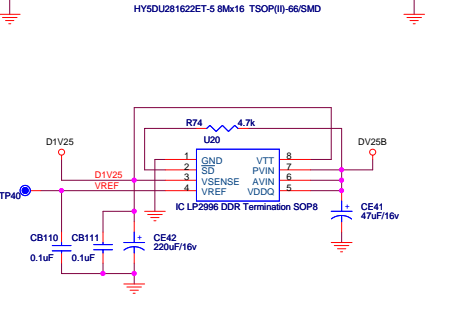 HY5DU281622ET-5 8Mx16 TSOP(II)-66/SMD
R74 4.7k
U20
D1V25
DV25B
1 GND VTT 8
2 SD PVIN 7
D1V25 3 VSENSE AVIN 6
VREF 4 VREF VDDQ 5
TP40
IC LP2996 DDR Termination SOP8
CE41
47uF/16v
CB110 CB111 CE42
220uF/16v
0.1uF 0.1uF